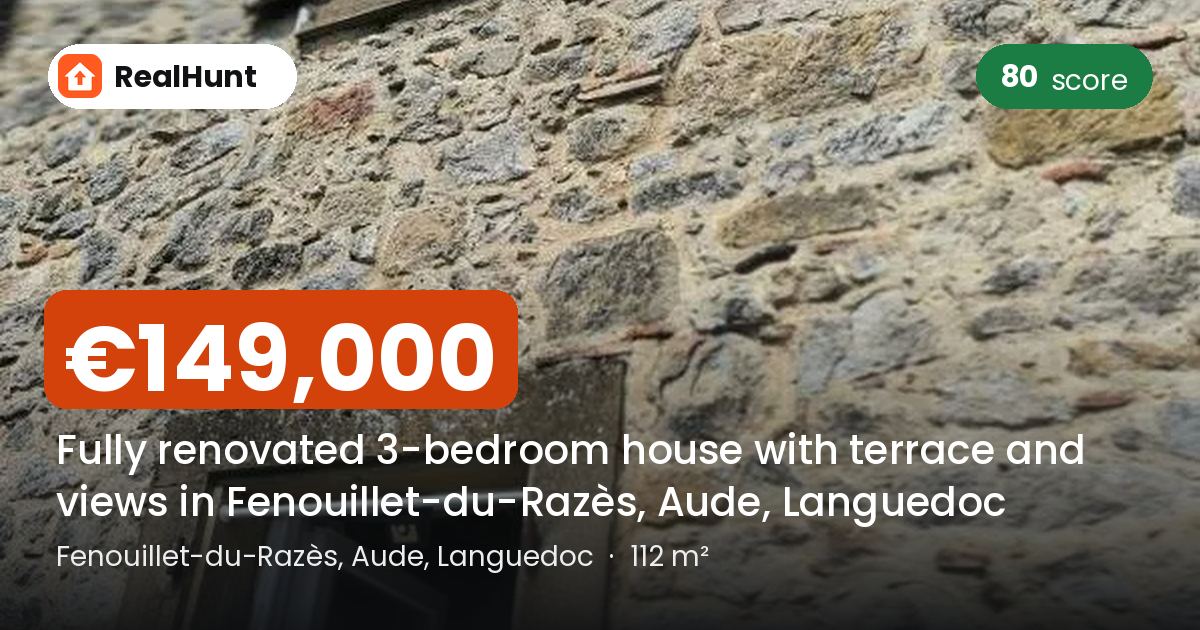 RealHunt
80 score
€149,000
Fully renovated 3-bedroom house with terrace and
views in Fenouillet-du-Razès, Aude, Languedoc
Fenouillet-du-Razès, Aude, Languedoc · 112 m²